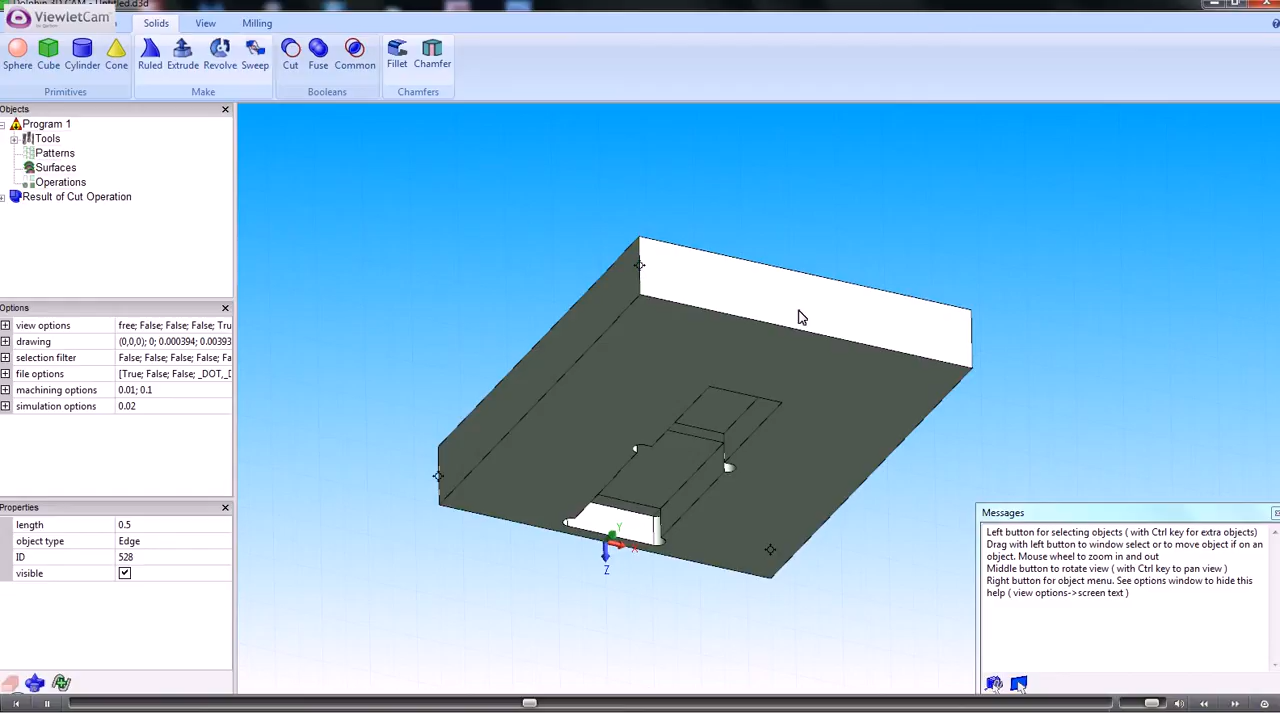 Dolphin 3D CAM - Untitled.d3d
ViewletCam
Solids View Milling
Sphere Cube Cylinder Cone Ruled Extrude Revolve Sweep Cut Fuse Common Fillet Chamfer
Primitives Make Booleans Chamfers
Objects
Program 1
Tools
Patterns
Surfaces
Operations
Result of Cut Operation
Options
view options free; False; False; False; Tru
drawing (0,0,0); 0; 0.000394; 0.00393
selection filter False; False; False; False; Fa
file options [True; False; False; _DOT,_D
machining options 0.01; 0.1
simulation options 0.02
Properties
length 0.5
object type Edge
ID 528
visible
Y
X
Z
Messages
Left button for selecting objects ( with Ctrl key for extra objects)
Drag with left button to window select or to move object if on an
object. Mouse wheel to zoom in and out
Middle button to rotate view ( with Ctrl key to pan view )
Right button for object menu. See options window to hide this
help ( view options->screen text )